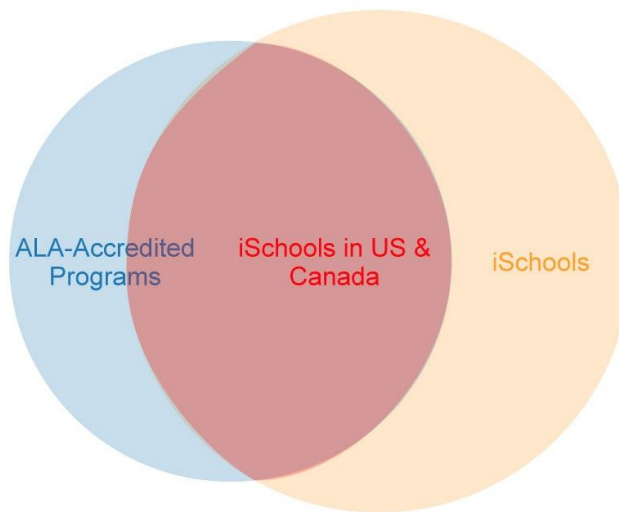 ALA-Accredited
Programs
iSchools in US &
Canada
iSchools